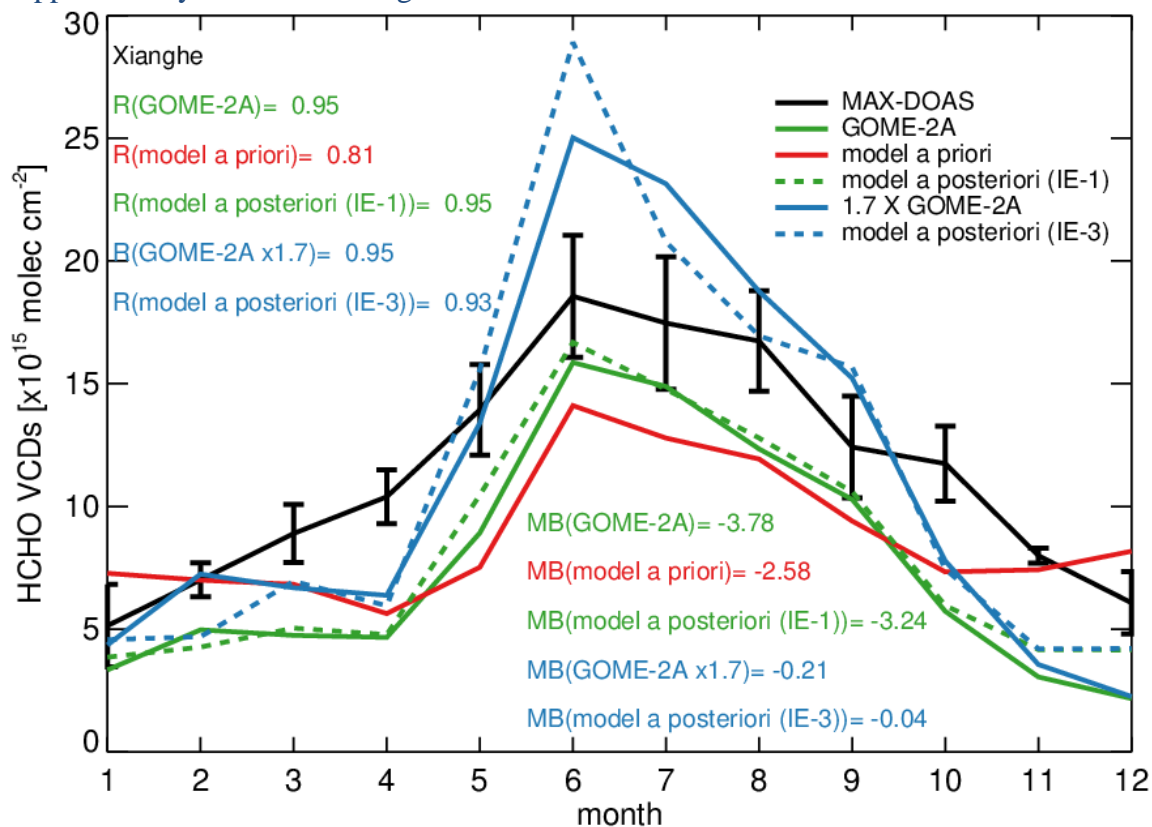 Xianghe
R(GOME-2A)= 0.95
R(model a priori)= 0.81
R(model a posteriori (IE-1))= 0.95
R(GOME-2A x1.7)= 0.95
R(model a posteriori (IE-3))= 0.93
MAX-DOAS
GOME-2A
model a priori
model a posteriori (IE-1)
1.7 X GOME-2A
model a posteriori (IE-3)
MB(GOME-2A)= -3.78
MB(model a priori)= -2.58
MB(model a posteriori (IE-1))= -3.24
MB(GOME-2A x1.7)= -0.21
MB(model a posteriori (IE-3))= -0.04
HCHO VCDs [x10¹⁵ molec cm⁻²]
30
25
20
15
10
5
0
1 2 3 4 5 6 7 8 9 10 11 12
month